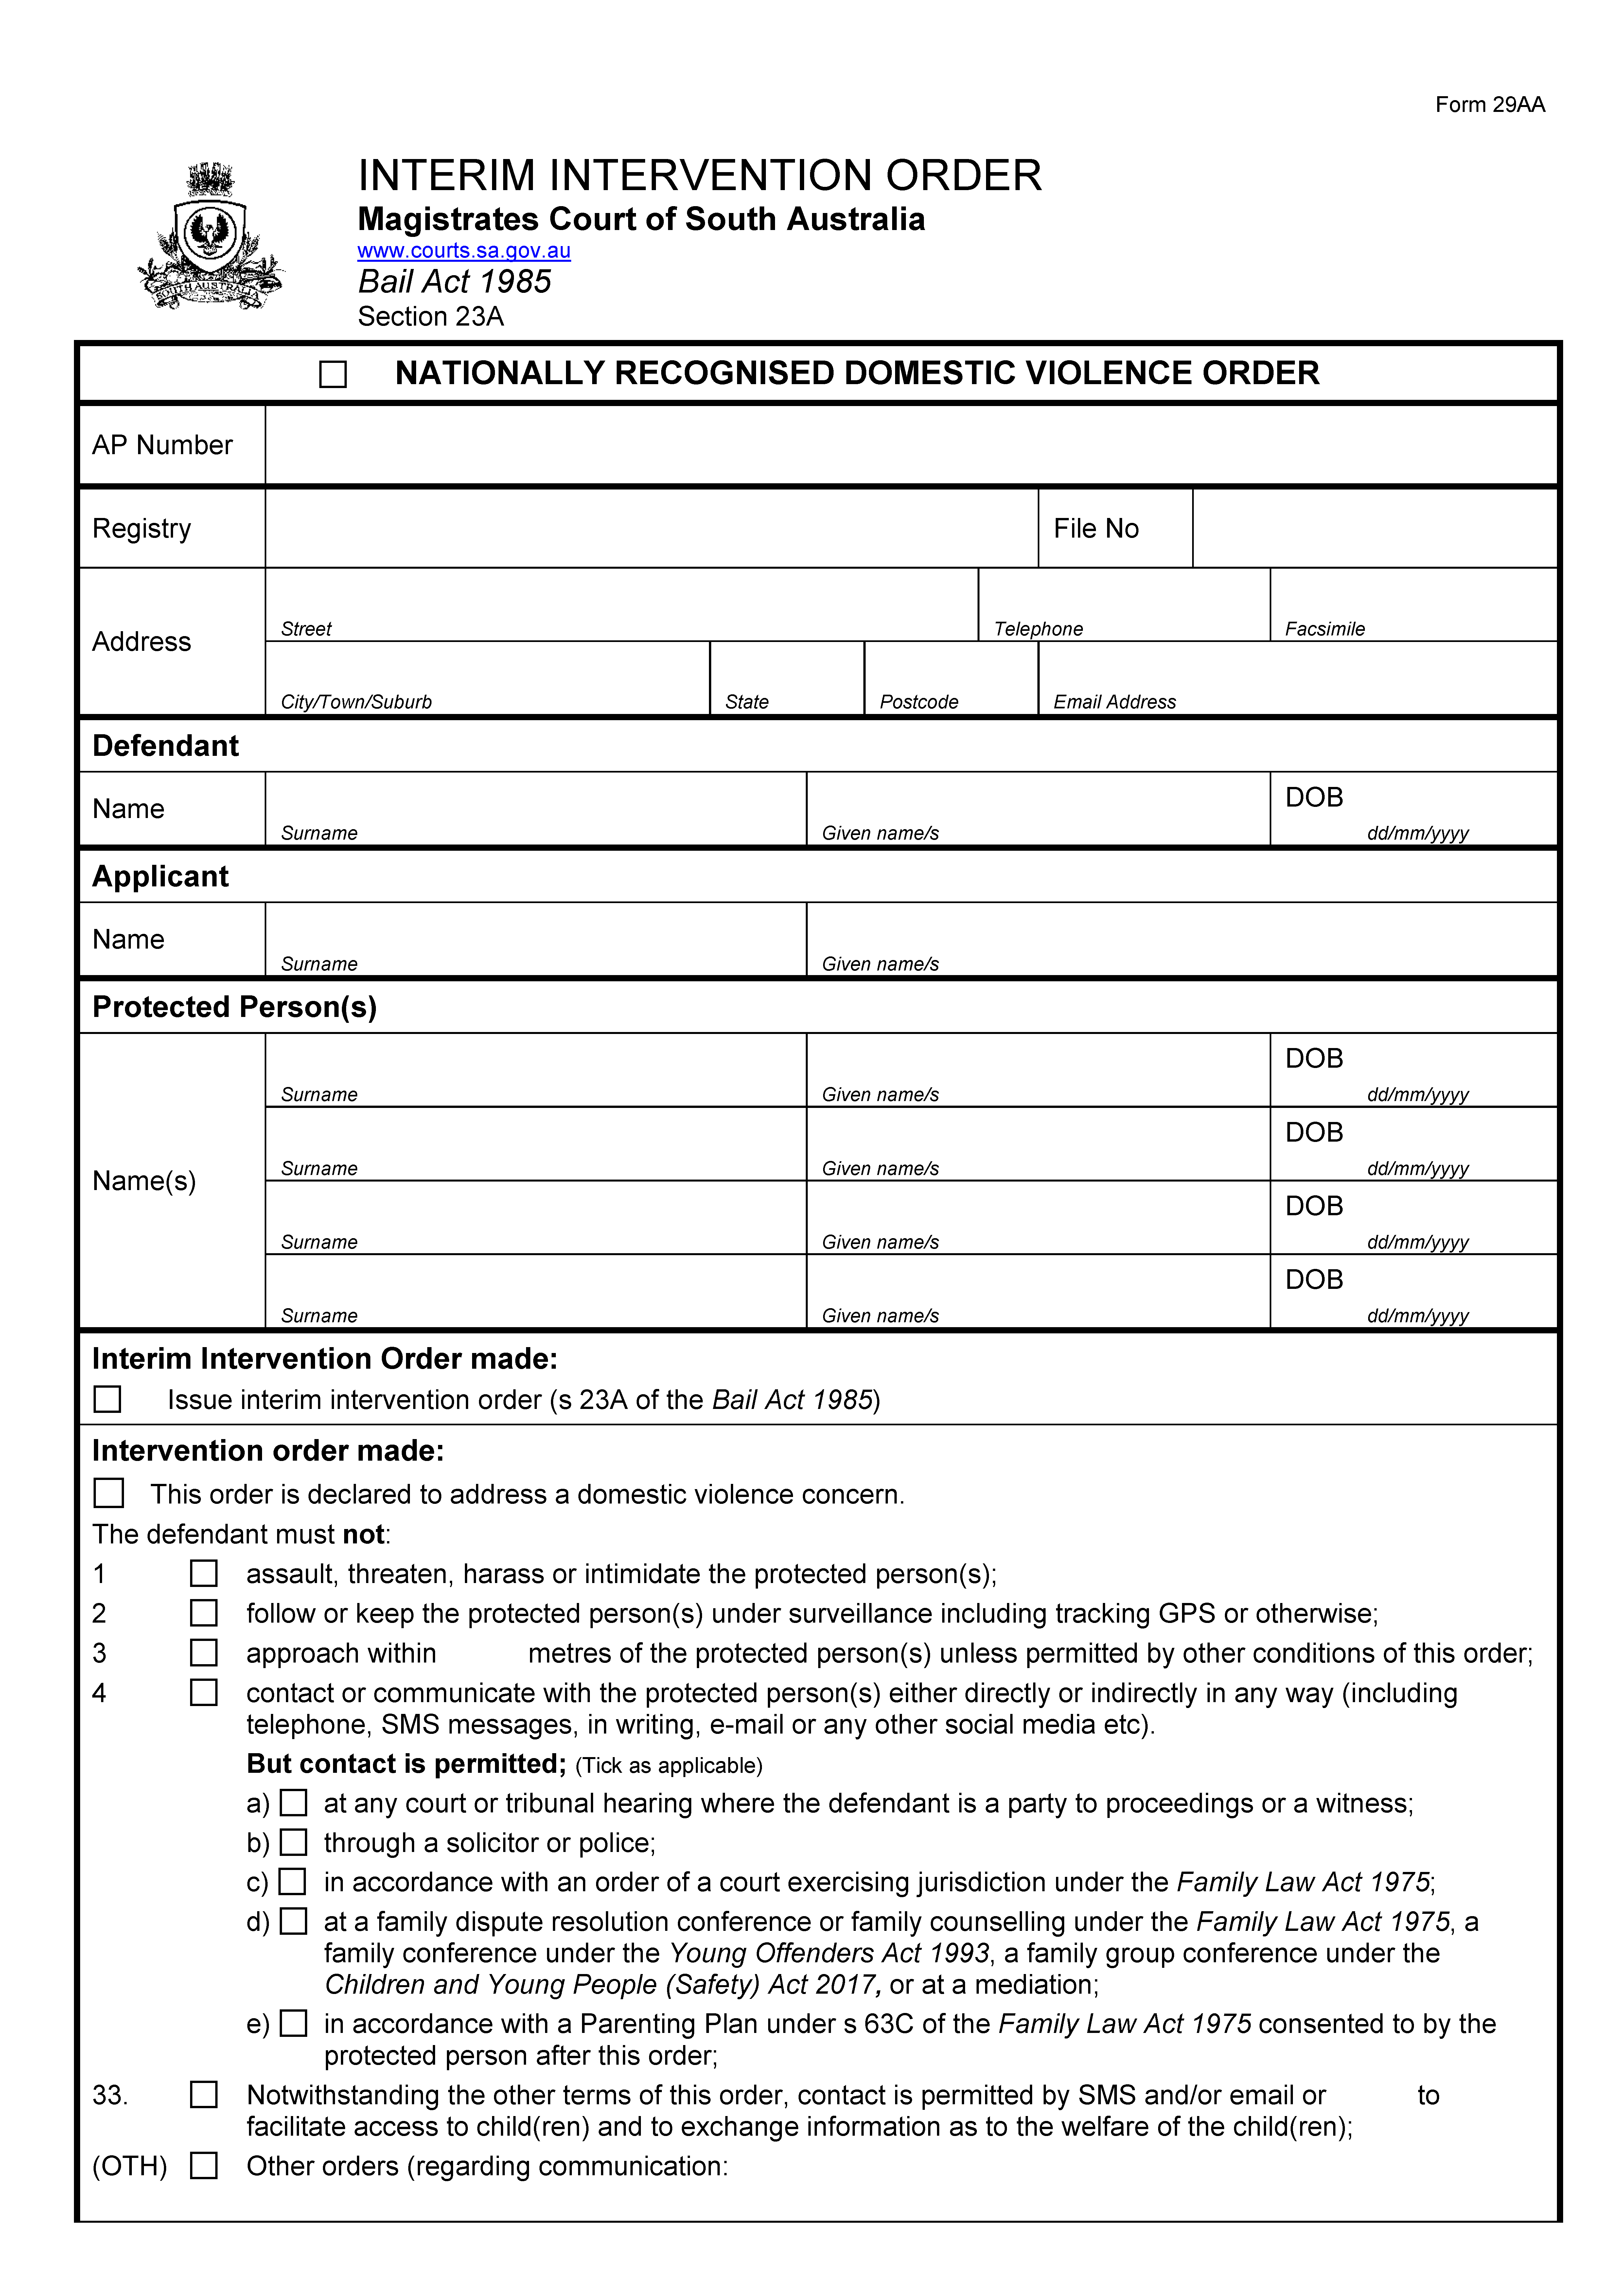 Form 29AA
INTERIM INTERVENTION ORDER
Magistrates Court of South Australia
www.courts.sa.gov.au
Bail Act 1985
Section 23A
SOUTH AUSTRALIA
☐ NATIONALLY RECOGNISED DOMESTIC VIOLENCE ORDER
AP Number
Registry File No
Address
Street Telephone Facsimile
City/Town/Suburb State Postcode Email Address
Defendant
Name DOB
Surname Given name/s dd/mm/yyyy
Applicant
Name
Surname Given name/s
Protected Person(s)
Name(s)
DOB
Surname Given name/s dd/mm/yyyy
DOB
Surname Given name/s dd/mm/yyyy
DOB
Surname Given name/s dd/mm/yyyy
DOB
Surname Given name/s dd/mm/yyyy
Interim Intervention Order made:
☐ Issue interim intervention order (s 23A of the Bail Act 1985)
Intervention order made:
☐ This order is declared to address a domestic violence concern.
The defendant must not:
1 ☐ assault, threaten, harass or intimidate the protected person(s);
2 ☐ follow or keep the protected person(s) under surveillance including tracking GPS or otherwise;
3 ☐ approach within metres of the protected person(s) unless permitted by other conditions of this order;
4 ☐ contact or communicate with the protected person(s) either directly or indirectly in any way (including
telephone, SMS messages, in writing, e-mail or any other social media etc).
But contact is permitted; (Tick as applicable)
a) ☐ at any court or tribunal hearing where the defendant is a party to proceedings or a witness;
b) ☐ through a solicitor or police;
c) ☐ in accordance with an order of a court exercising jurisdiction under the Family Law Act 1975;
d) ☐ at a family dispute resolution conference or family counselling under the Family Law Act 1975, a
family conference under the Young Offenders Act 1993, a family group conference under the
Children and Young People (Safety) Act 2017, or at a mediation;
e) ☐ in accordance with a Parenting Plan under s 63C of the Family Law Act 1975 consented to by the
protected person after this order;
33. ☐ Notwithstanding the other terms of this order, contact is permitted by SMS and/or email or to
facilitate access to child(ren) and to exchange information as to the welfare of the child(ren);
(OTH) ☐ Other orders (regarding communication: